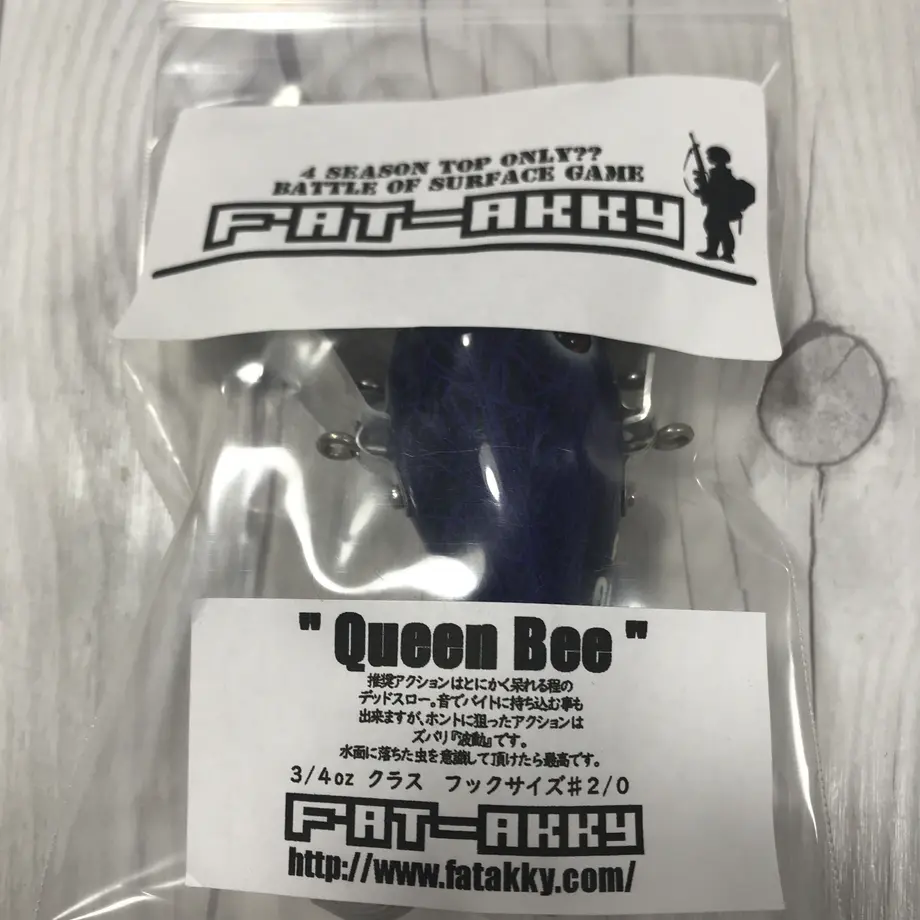 4 SEASON TOP ONLY??
BATTLE OF SURFACE GAME
FAT-AKKY
" Queen Bee "
推奨アクションはとにかく呆れる程の
デッドスロー。音でバイトに持ち込む事も
出来ますが、ホントに狙ったアクションは
ズバリ『波動』です。
水面に落ちた虫を意識して頂けたら最高です。
3/4oz クラス フックサイズ#2/0
FAT-AKKY
http://www.fatakky.com/